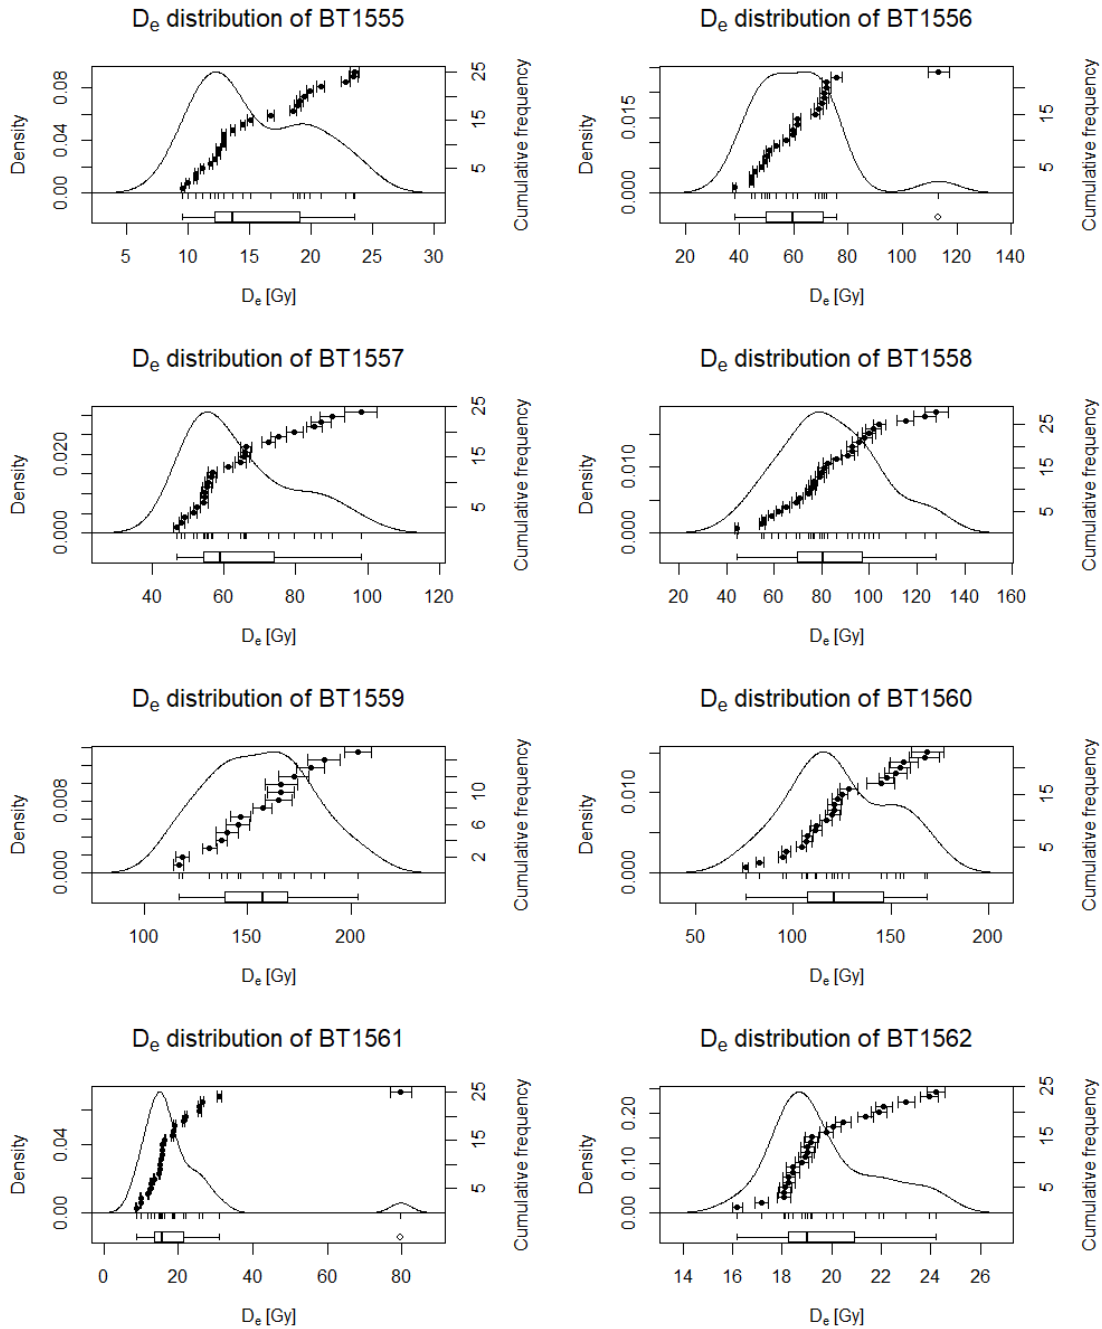 Dₑ distribution of BT1555
Density
0.00 0.04 0.08
5 15 25
Cumulative frequency
5 10 15 20 25 30
Dₑ [Gy]
Dₑ distribution of BT1556
Density
0.000 0.015
5 15
Cumulative frequency
20 40 60 80 100 120 140
Dₑ [Gy]
Dₑ distribution of BT1557
Density
0.000 0.020
5 15 25
Cumulative frequency
40 60 80 100 120
Dₑ [Gy]
Dₑ distribution of BT1558
Density
0.000 0.010
5 15 25
Cumulative frequency
20 40 60 80 100 120 140 160
Dₑ [Gy]
Dₑ distribution of BT1559
Density
0.000 0.008
2 6 10
Cumulative frequency
100 150 200
Dₑ [Gy]
Dₑ distribution of BT1560
Density
0.000 0.010
5 15
Cumulative frequency
50 100 150 200
Dₑ [Gy]
Dₑ distribution of BT1561
Density
0.00 0.04
5 15 25
Cumulative frequency
0 20 40 60 80
Dₑ [Gy]
Dₑ distribution of BT1562
Density
0.00 0.10 0.20
5 15 25
Cumulative frequency
14 16 18 20 22 24 26
Dₑ [Gy]